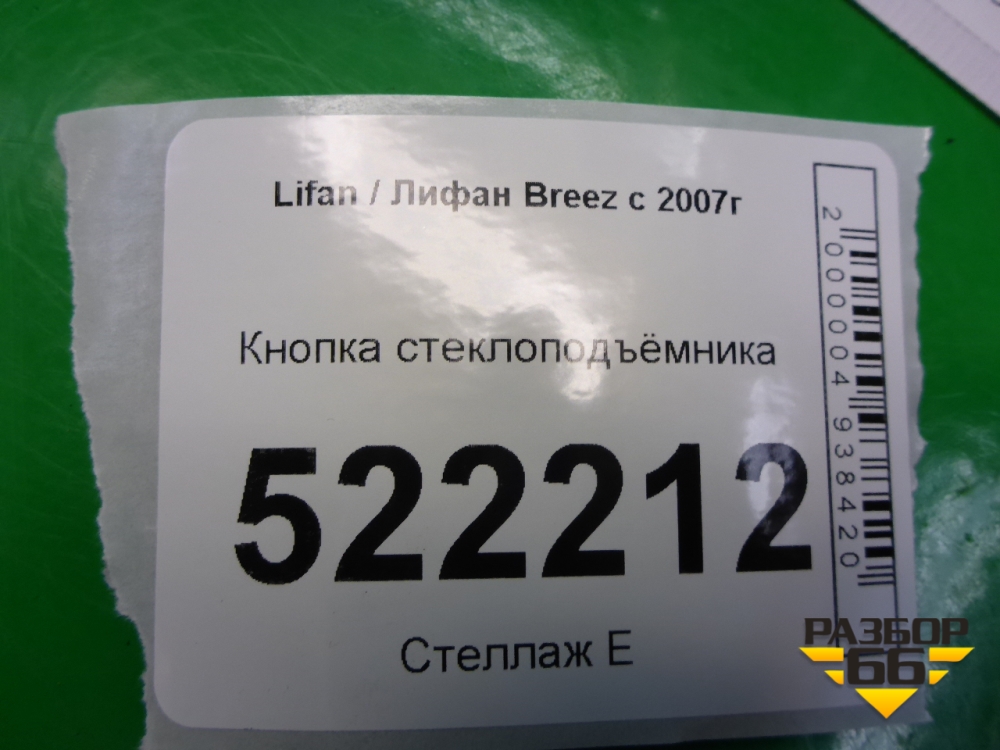 Lifan / Лифан Breez с 2007г
Кнопка стеклоподъёмника
522212
Стеллаж Е
2000004938420
РАЗБОР
66